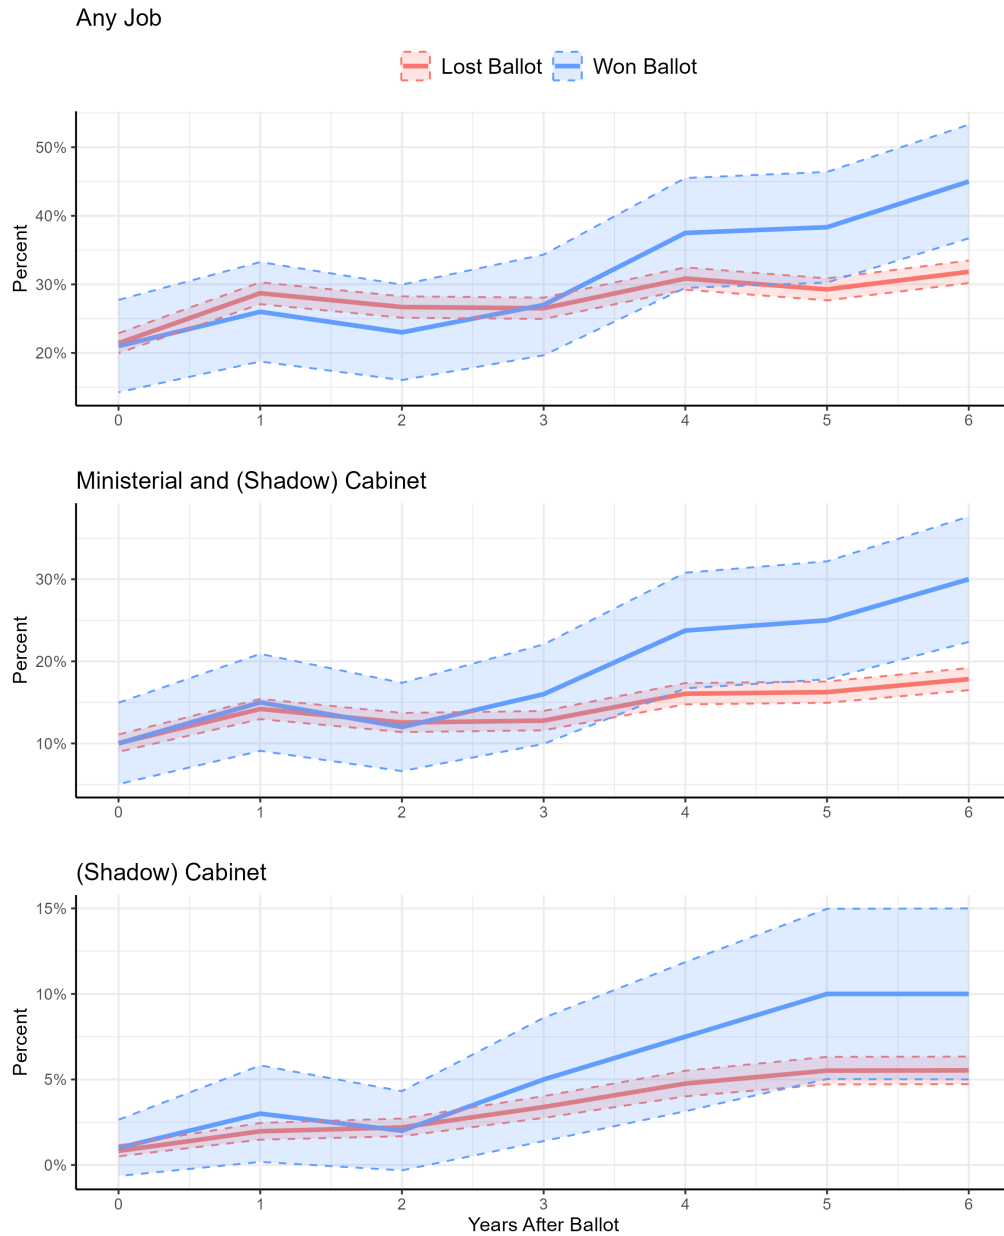 Any Job
Lost Ballot Won Ballot
Percent
50%
40%
30%
20%
0 1 2 3 4 5 6
Ministerial and (Shadow) Cabinet
Percent
30%
20%
10%
0 1 2 3 4 5 6
(Shadow) Cabinet
Percent
15%
10%
5%
0%
0 1 2 3 4 5 6
Years After Ballot